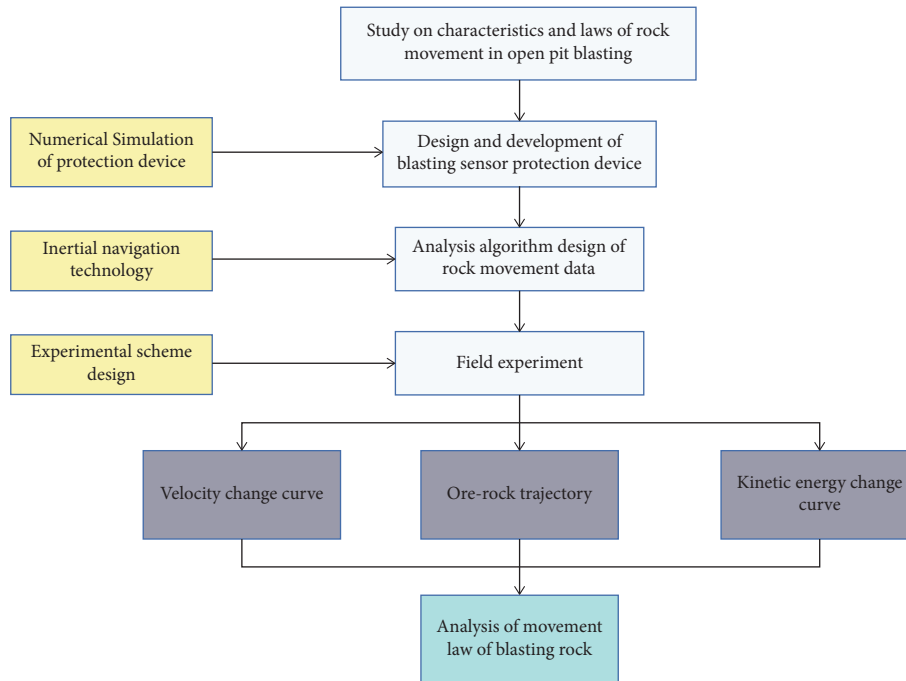 Study on characteristics and laws of rock
movement in open pit blasting
Numerical Simulation
of protection device
Design and development of
blasting sensor protection device
Inertial navigation
technology
Analysis algorithm design of
rock movement data
Experimental scheme
design
Field experiment
Velocity change curve
Ore-rock trajectory
Kinetic energy change
curve
Analysis of movement
law of blasting rock